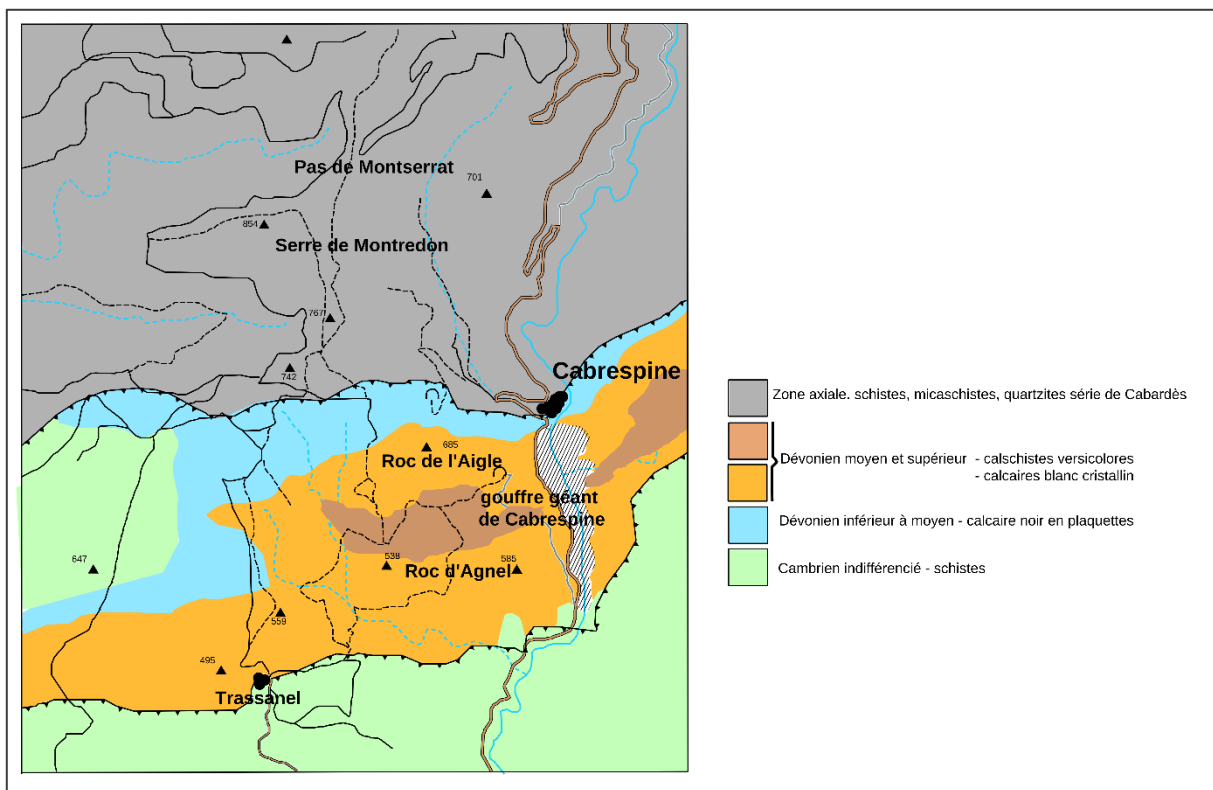 Pas de Montserrat
701
854
Serre de Montredon
767
742
Cabrespine
685
Roc de l'Aigle
gouffre géant
de Cabrespine
647
538
585
Roc d'Agnel
559
495
Trassanel
Zone axiale. schistes, micaschistes, quartzites série de Cabardès
Dévonien moyen et supérieur - calschistes versicolores
- calcaires blanc cristallin
Dévonien inférieur à moyen - calcaire noir en plaquettes
Cambrien indifférencié - schistes